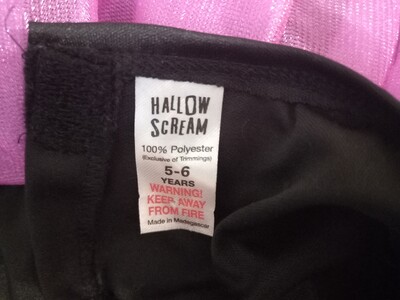 HALLOW
SCREAM
100% Polyester
(Exclusive of Trimmings)
5-6
YEARS
WARNING!
KEEP AWAY
FROM FIRE
Made in Madagascar